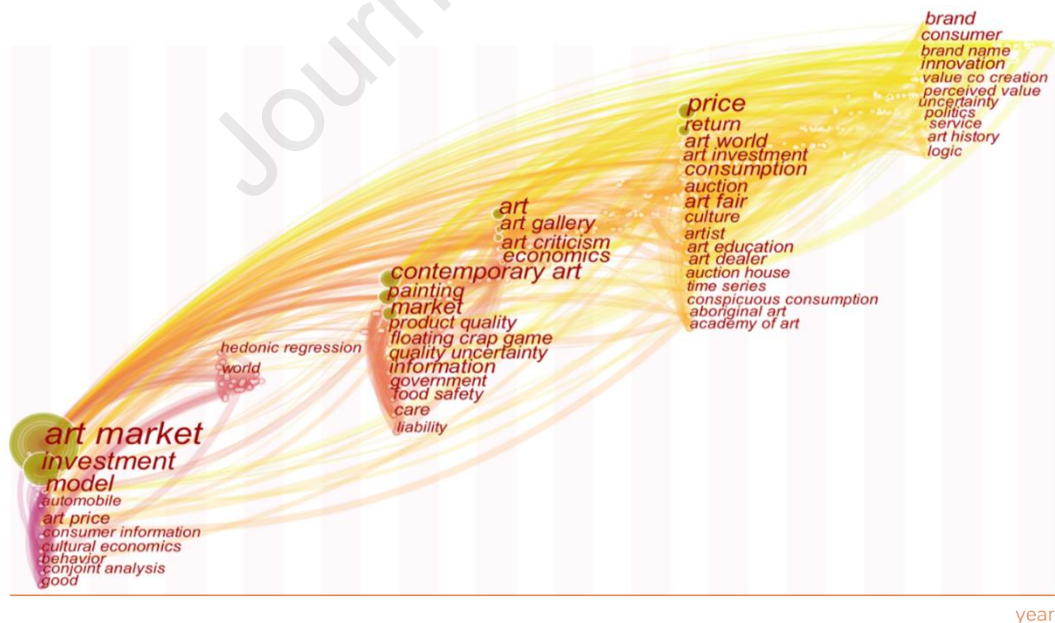 Journ
brand
consumer
brand name
innovation
value co creation
perceived value
uncertainty
politics
service
art history
logic
price
return
art world
art investment
consumption
auction
art fair
culture
artist
art education
art dealer
auction house
time series
conspicuous consumption
aboriginal art
academy of art
art
art gallery
art criticism
economics
contemporary art
painting
market
product quality
floating crap game
quality uncertainty
information
government
food safety
care
liability
hedonic regression
world
art market
investment
model
automobile
art price
consumer information
cultural economics
behavior
conjoint analysis
good
year